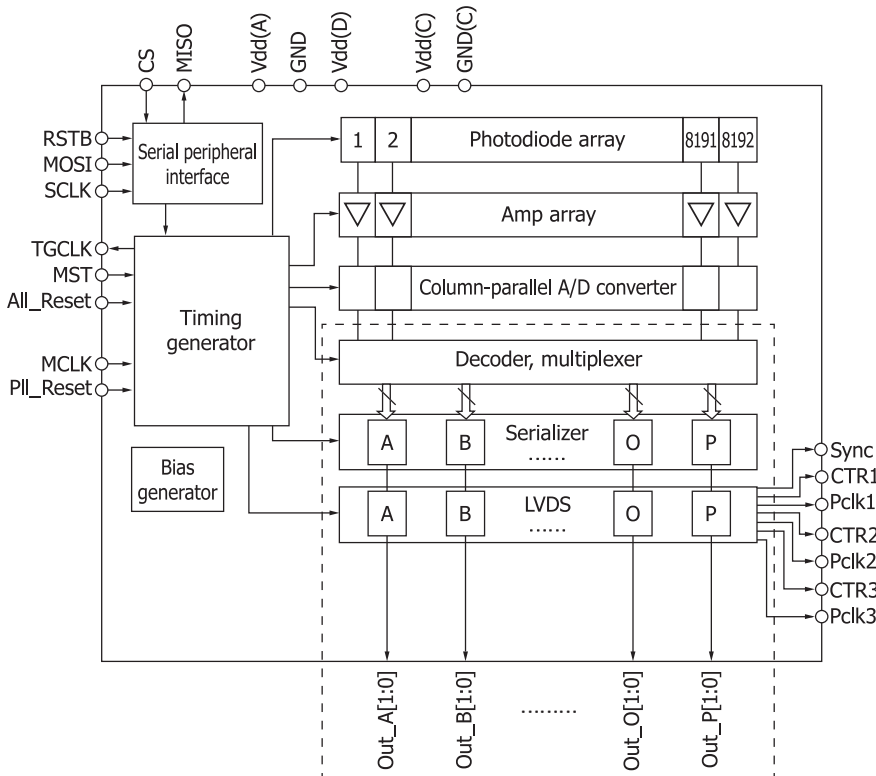 CS
MISO
Vdd(A)
GND
Vdd(D)
Vdd(C)
GND(C)
RSTB
MOSI
SCLK
Serial peripheral
interface
1
2
Photodiode array
8191
8192
Amp array
TGCLK
MST
All_Reset
MCLK
Pll_Reset
Timing
generator
Column-parallel A/D converter
Decoder, multiplexer
A
B
Serializer
......
O
P
Bias
generator
A
B
LVDS
......
O
P
Sync
CTR1
Pclk1
CTR2
Pclk2
CTR3
Pclk3
Out_A[1:0]
Out_B[1:0]
.........
Out_O[1:0]
Out_P[1:0]